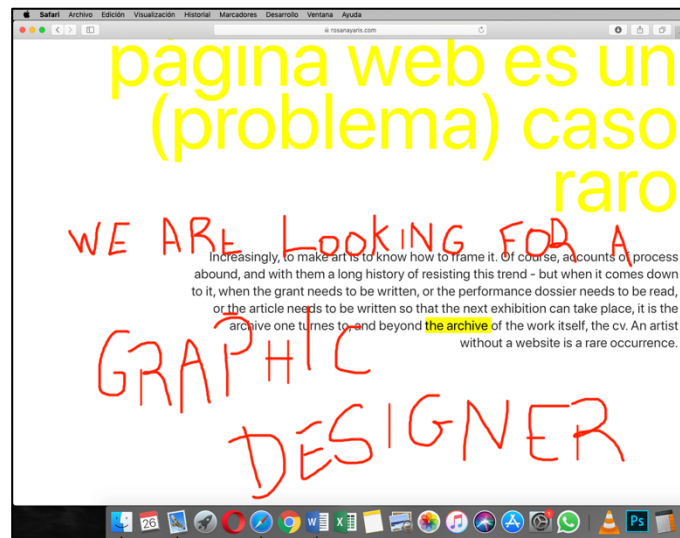 Safari Archivo Edición Visualización Historial Marcadores Desarrollo Ventana Ayuda
rosanayaris.com
página web es un
(problema) caso
raro
WE ARE LOOKING FOR A
Increasingly, to make art is to know how to frame it. Of course, accounts of process
abound, and with them a long history of resisting this trend - but when it comes down
to it, when the grant needs to be written, or the performance dossier needs to be read,
or the article needs to be written so that the next exhibition can take place, it is the
archive one turnes to, and beyond the archive of the work itself, the cv. An artist
without a website is a rare occurrence.
GRAPHIC
DESIGNER
26
Ps